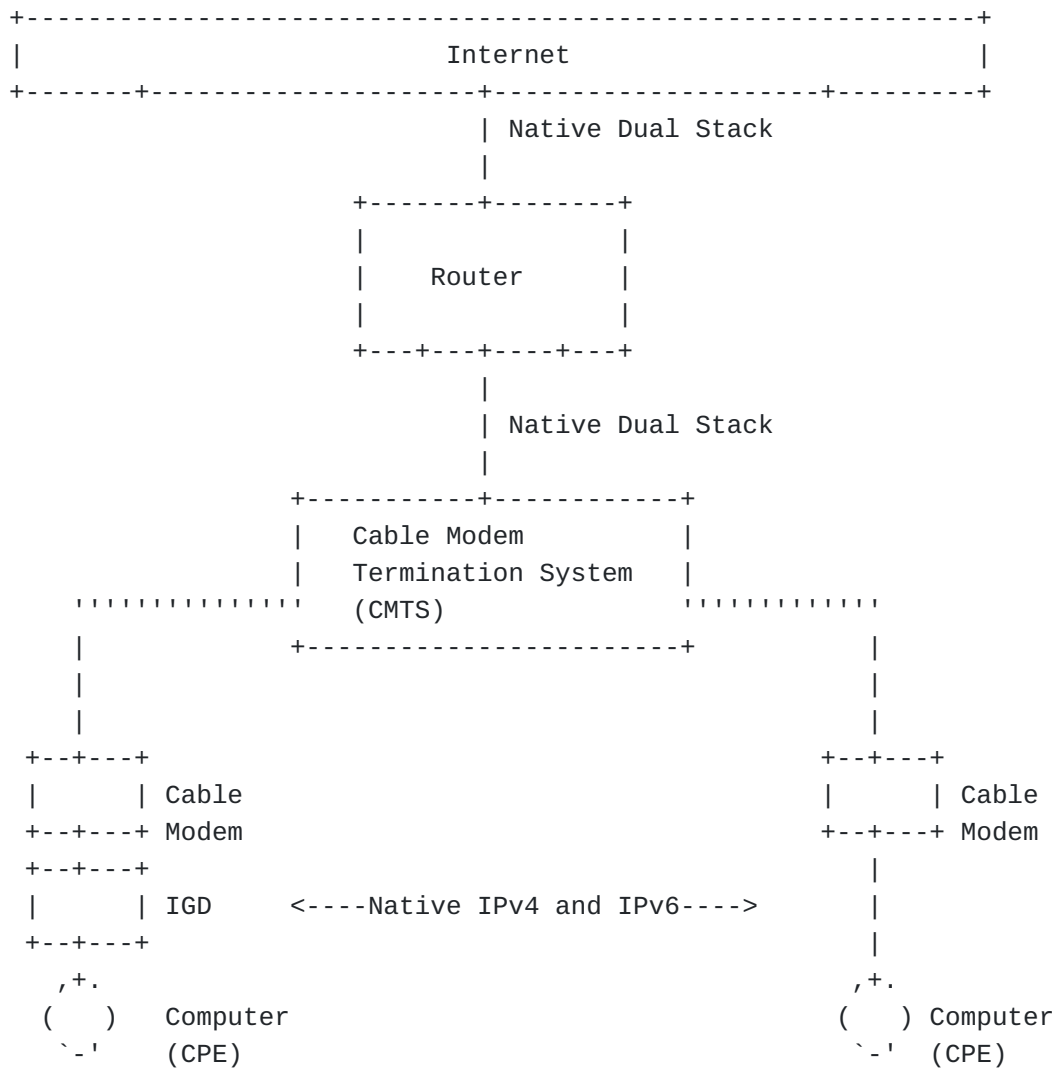 Internet
Native Dual Stack
Router
Native Dual Stack
Cable Modem
Termination System
(CMTS)
Cable
Modem
Cable
Modem
IGD <----Native IPv4 and IPv6---->
Computer
(CPE)
Computer
(CPE)